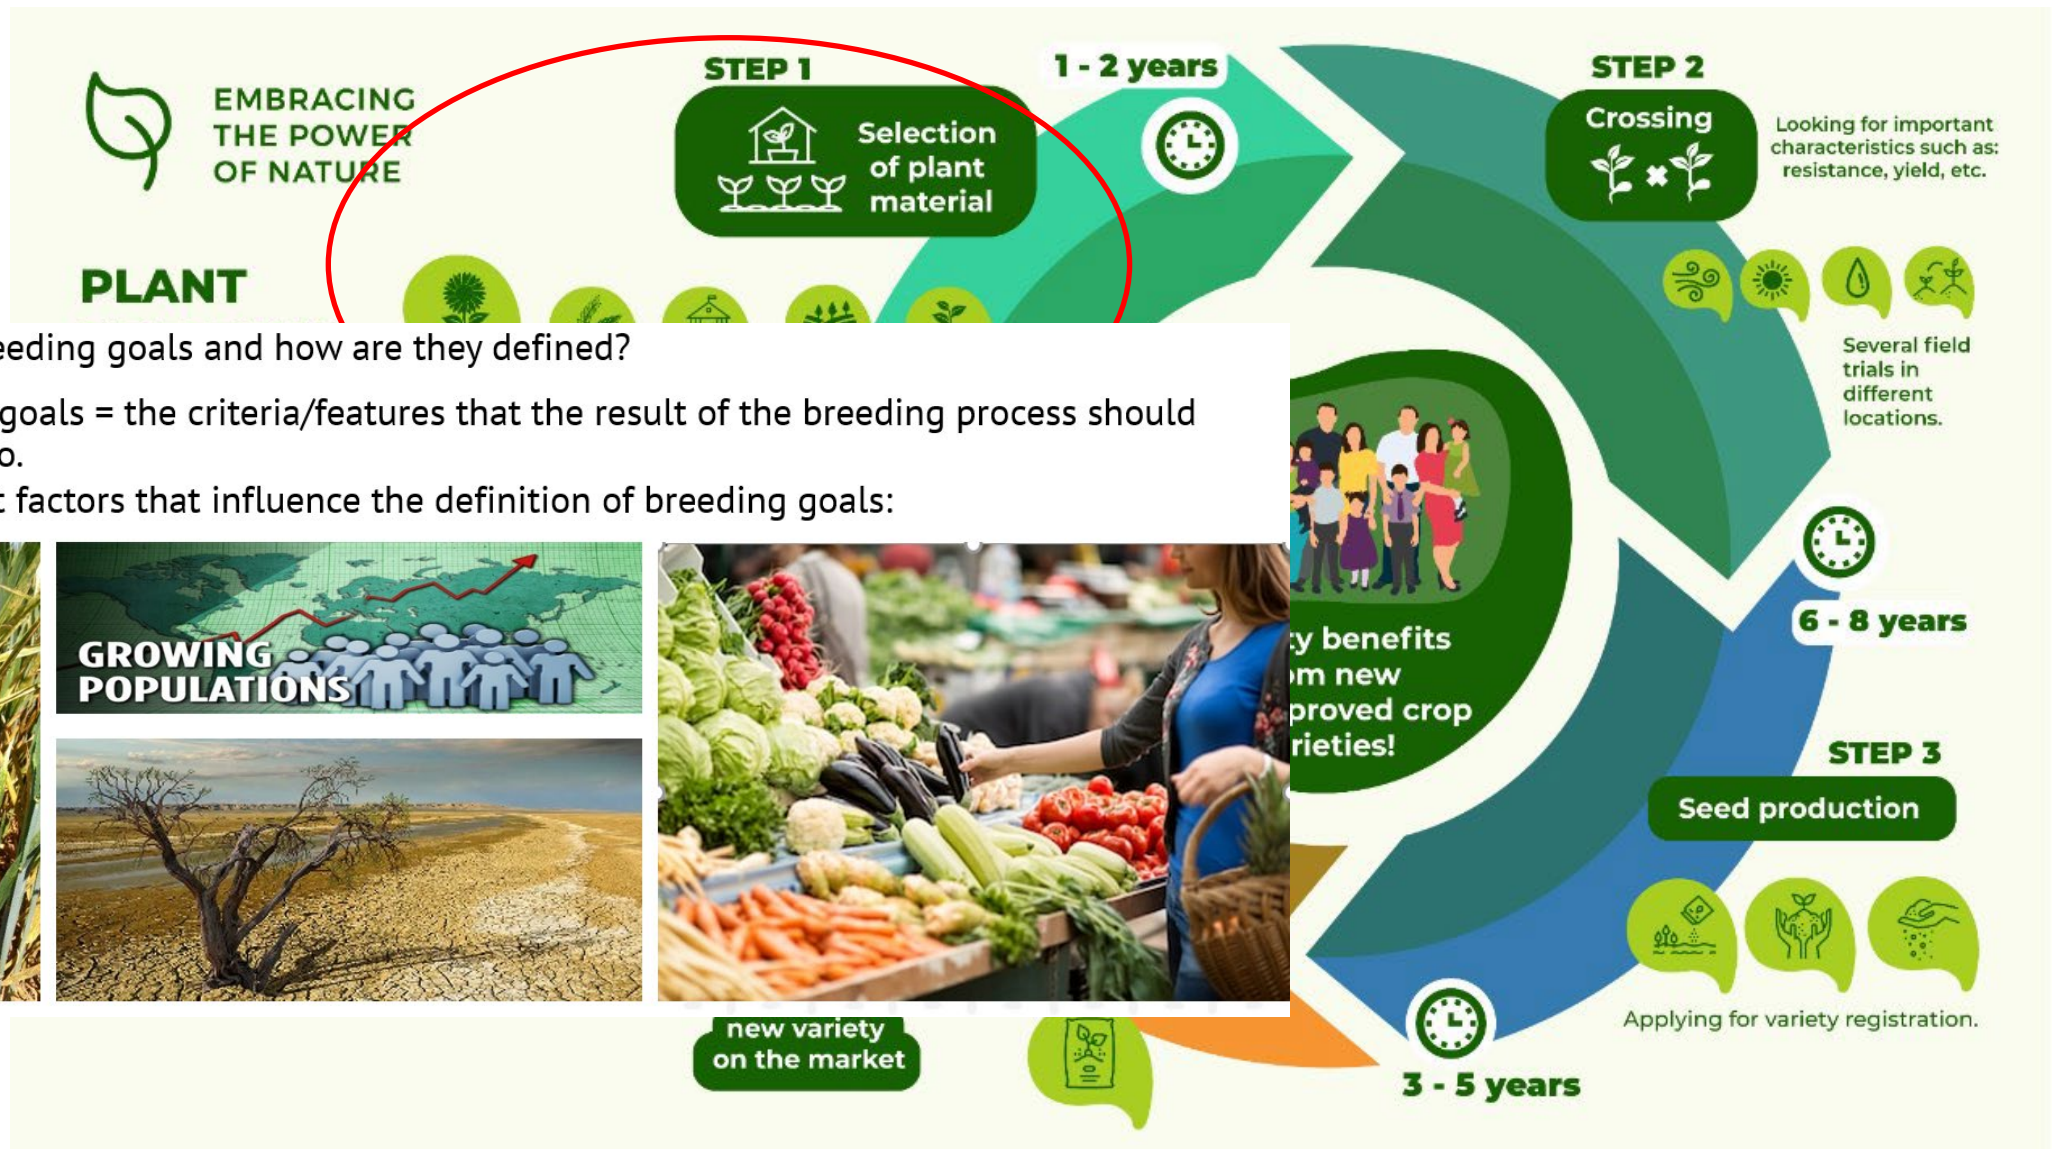 EMBRACING
THE POWER
OF NATURE
PLANT
STEP 1
Selection
of plant
material
1 - 2 years
STEP 2
Crossing
Looking for important
characteristics such as:
resistance, yield, etc.
Several field
trials in
different
locations.
6 - 8 years
goals and how are they defined?
goals = the criteria/features that the result of the breeding process should
factors that influence the definition of breeding goals:
GROWING
POPULATIONS
benefits
new
crop
STEP 3
Seed production
Applying for variety registration.
3 - 5 years
new variety
on the market